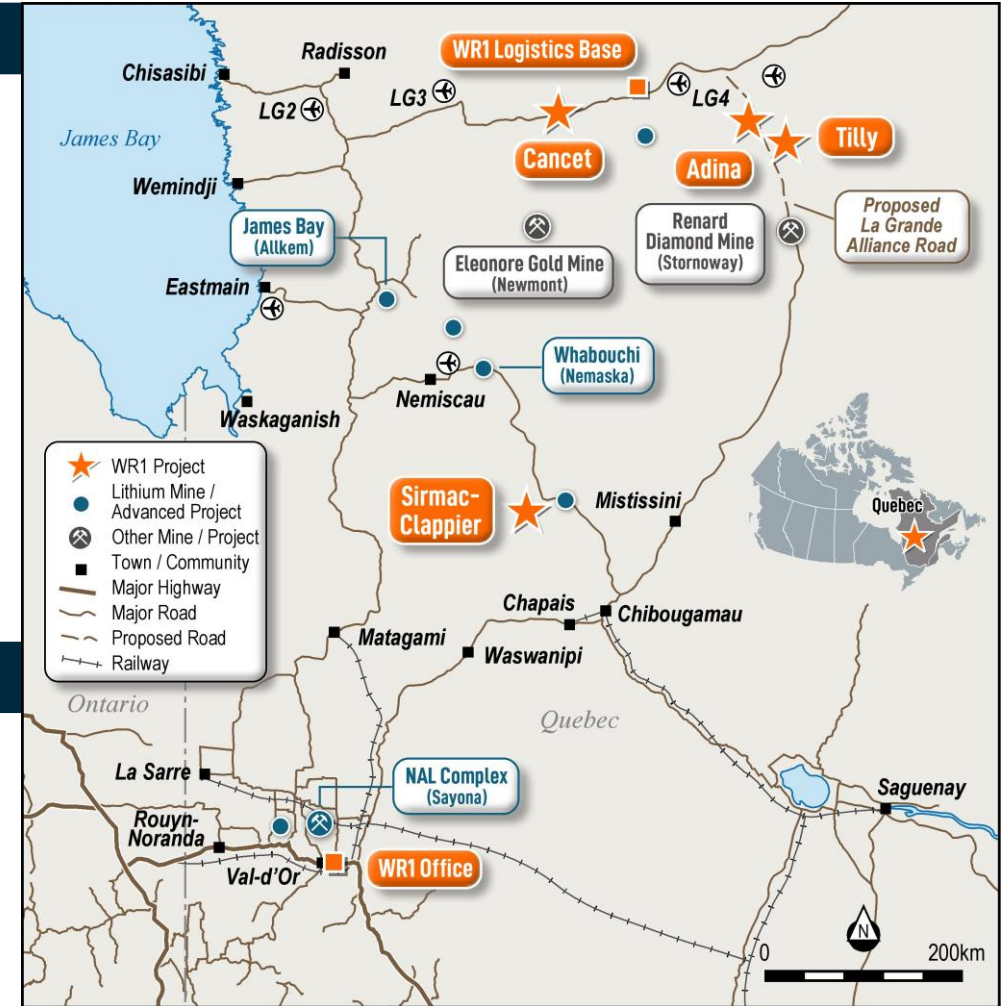 WR1 Logistics Base
Radisson
Chisasibi
LG2
LG3
LG4
James Bay
Cancet
Adina
Tilly
Wemindji
James Bay
(Allkem)
Eleonore Gold Mine
(Newmont)
Renard
Diamond Mine
(Stornoway)
Proposed
La Grande
Alliance Road
Eastmain
Whabouchi
(Nemaska)
Nemiscau
Waskaganish
WR1 Project
Lithium Mine /
Advanced Project
Other Mine / Project
Town / Community
Major Highway
Major Road
Proposed Road
Railway
Sirmac-
Clappier
Mistissini
Quebec
Chapais
Chibougamau
Matagami
Waswanipi
Ontario
Quebec
La Sarre
NAL Complex
(Sayona)
Saguenay
Rouyn-
Noranda
Val-d'Or
WR1 Office
N
0
200km